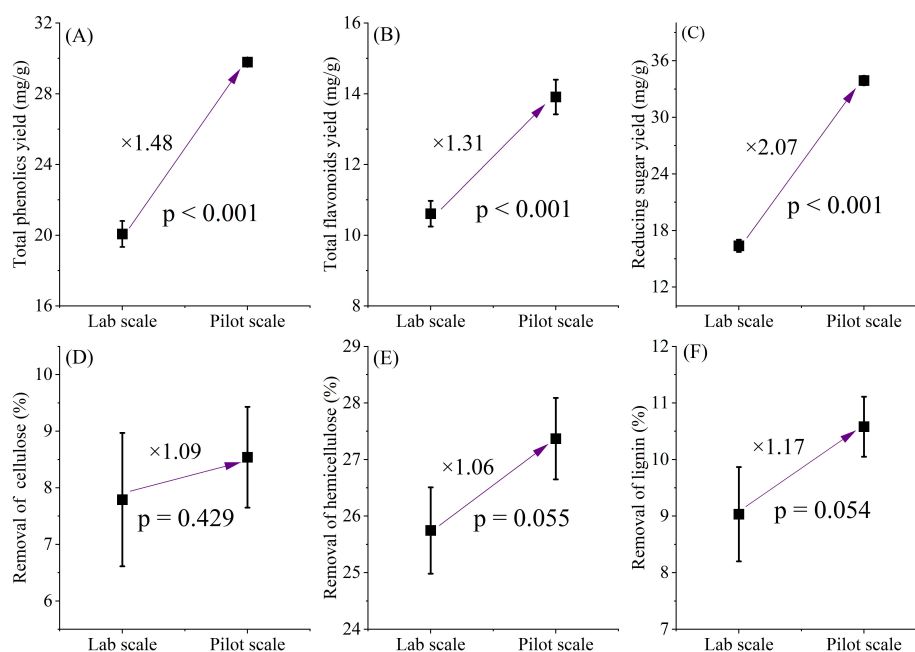 (A)
Total phenolics yield (mg/g)
32
28
24
20
16
×1.48
p < 0.001
Lab scale
Pilot scale
(B)
Total flavonoids yield (mg/g)
16
14
12
10
8
×1.31
p < 0.001
Lab scale
Pilot scale
(C)
Reducing sugar yield (mg/g)
36
30
24
18
12
×2.07
p < 0.001
Lab scale
Pilot scale
(D)
Removal of cellulose (%)
10
9
8
7
6
×1.09
p = 0.429
Lab scale
Pilot scale
(E)
Removal of hemicellulose (%)
29
28
27
26
25
24
×1.06
p = 0.055
Lab scale
Pilot scale
(F)
Removal of lignin (%)
12
11
10
9
8
7
×1.17
p = 0.054
Lab scale
Pilot scale